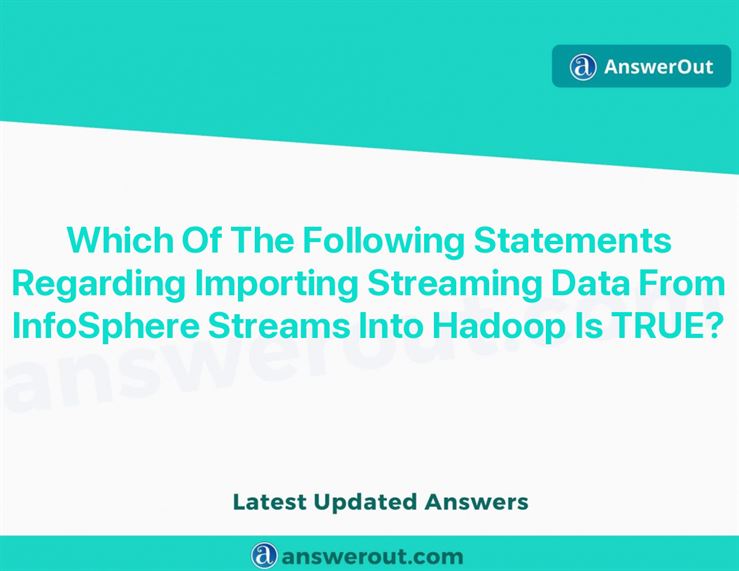 AnswerOut
Which Of The Following Statements
Regarding Importing Streaming Data From
InfoSphere Streams Into Hadoop Is TRUE?
answerout.com
Latest Updated Answers
answerout.com